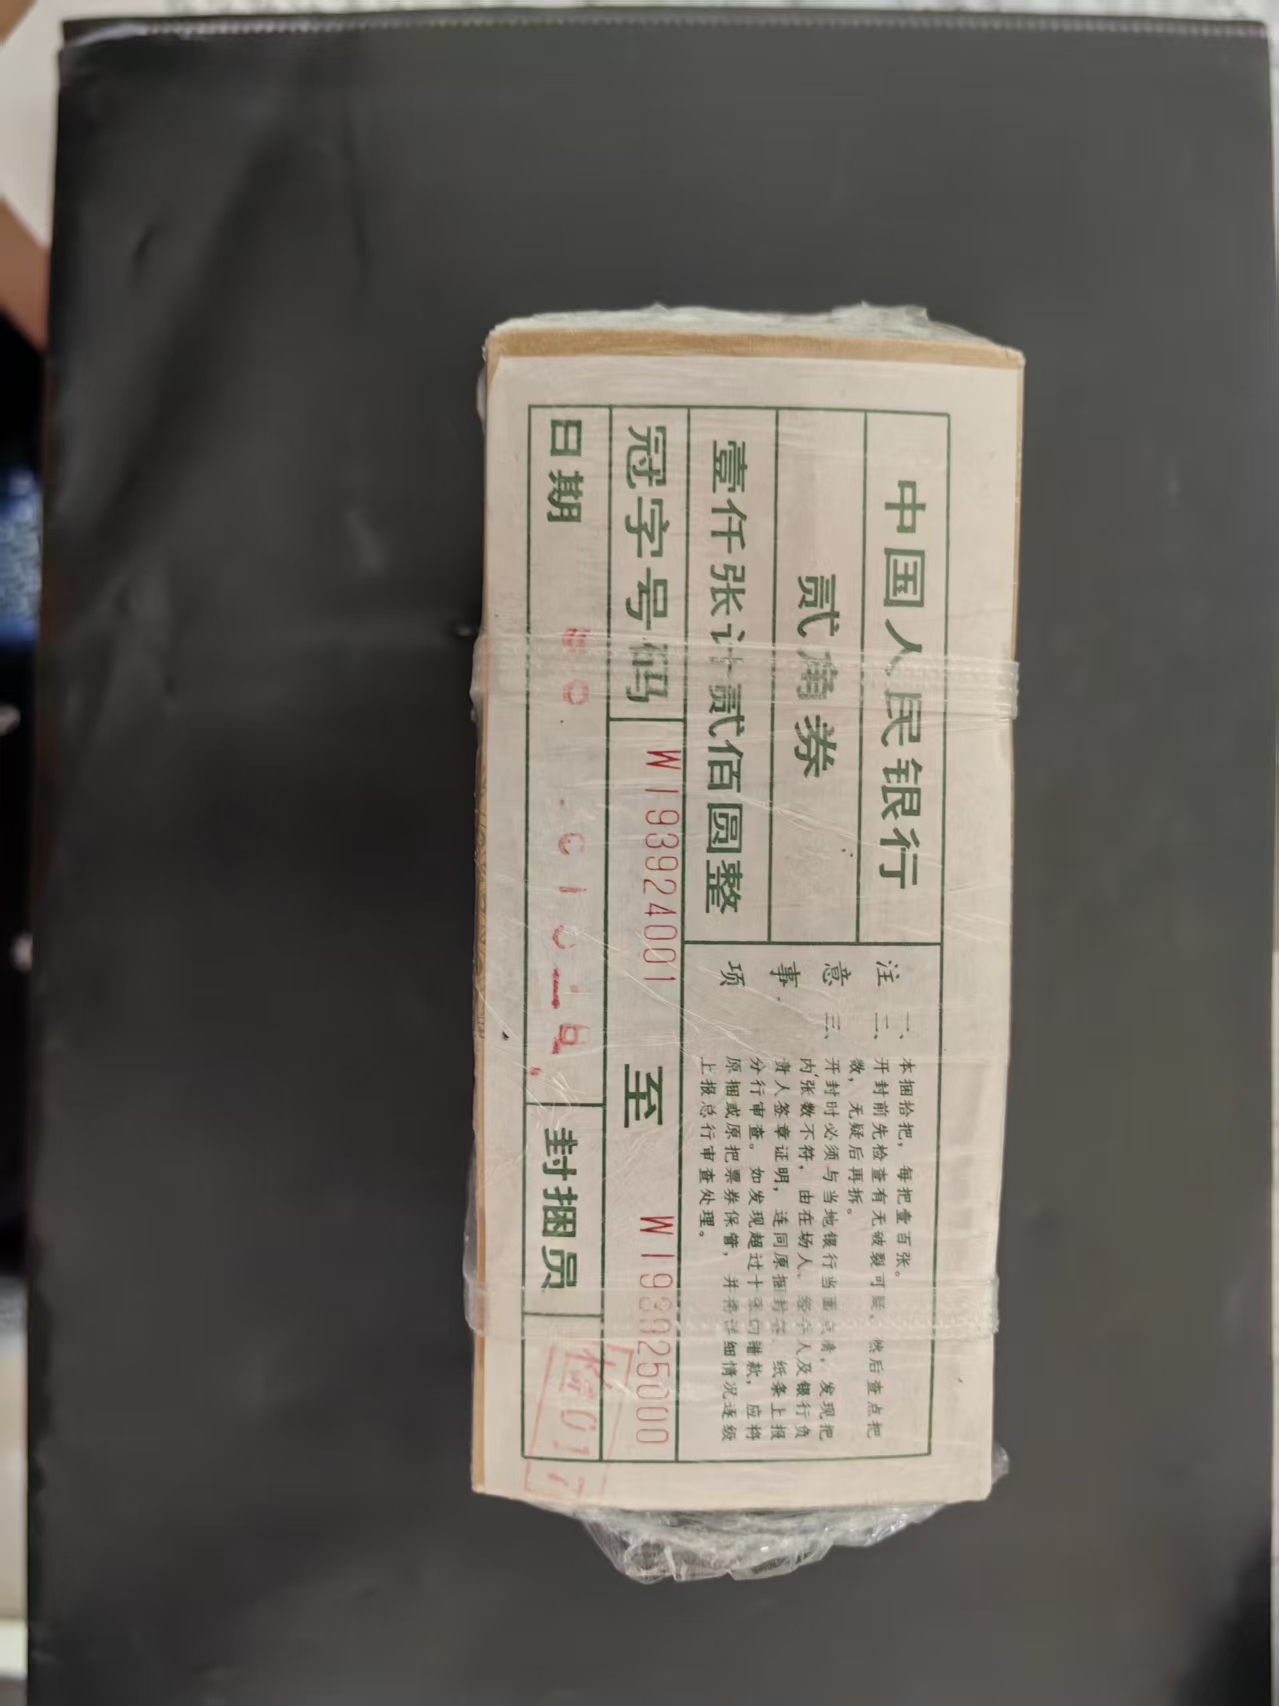 中国人民银行
贰角券
壹仟张计贰佰圆整
注意事项
一、本捆拾把，每把壹百张。
二、开封前先检查有无破裂可疑，然后查点把
数，无疑后再拆。
三、开封时必须与当地银行当面点清，发现把
内张数不符，由在场人、经办人及银行负
责人签章证明，连同原捆封签、纸条上报
分行审查。如发现超过十张的错款，应将
原捆或原把票券保管，并将详细情况逐级
上报总行审查处理。
冠字号码 W193924001 至 W193925000
日期
封捆员 检017